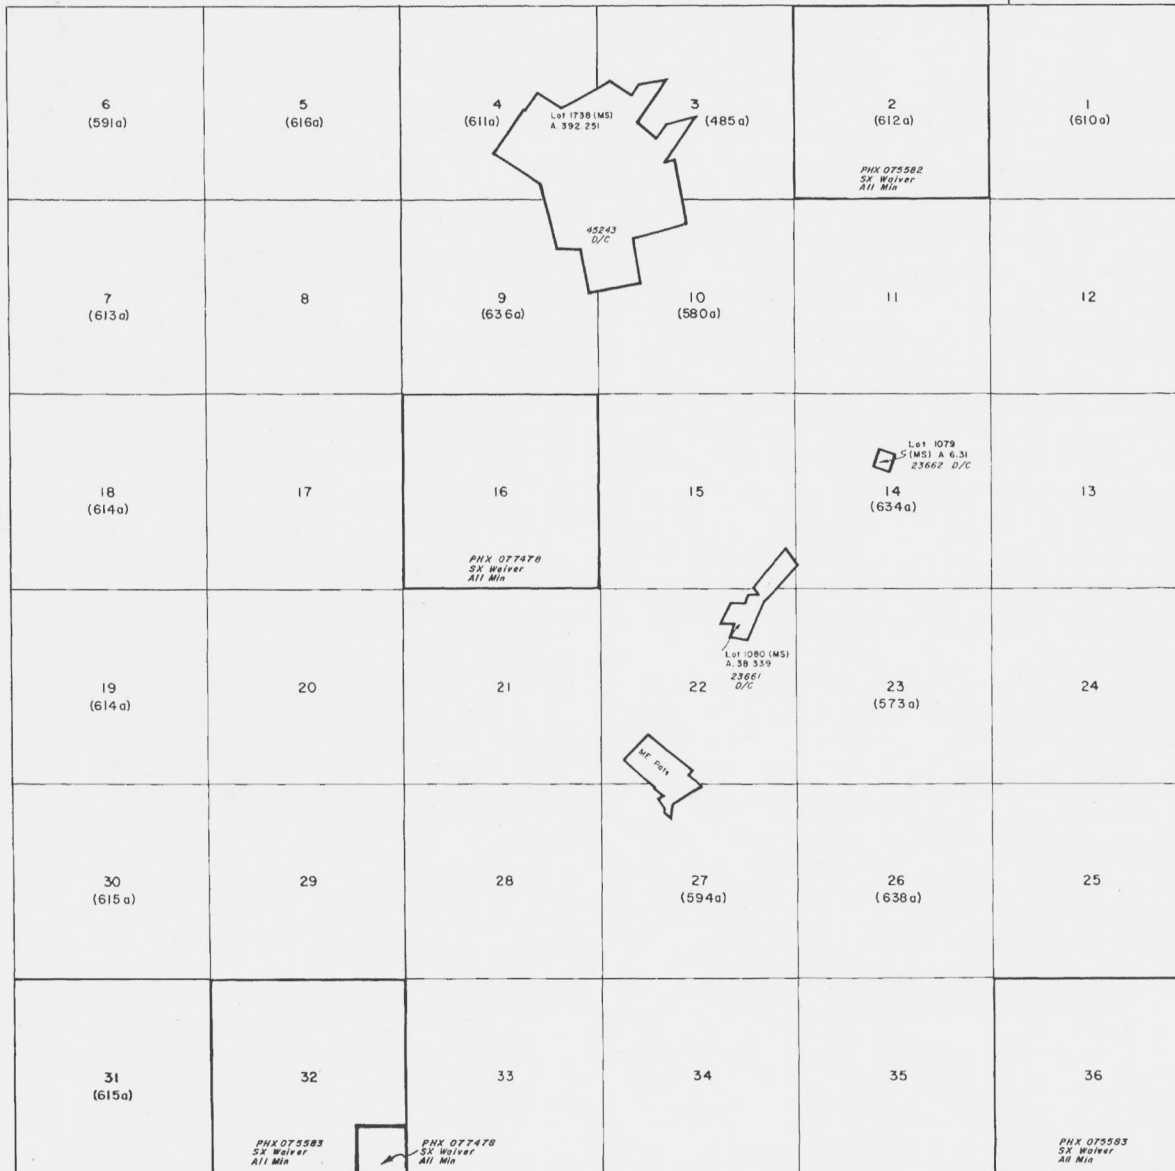 6
(591a)
5
(616a)
4
(611a)
Lot 1738 (MS)
A. 392.251
3
(485a)
2
(612a)
PHX 075582
SX Waiver
All Min
1
(610a)
45243
D/C
7
(613a)
8
9
(636a)
10
(580a)
11
12
18
(614a)
17
16
PHX 077478
SX Waiver
All Min
15
Lot 1079
(MS) A 6.31
23662 D/C
14
(634a)
13
19
(614a)
20
21
Lot 1080 (MS)
A. 38 339
23661
D/C
22
23
(573a)
24
ME Pats
30
(615a)
29
28
27
(594a)
26
(638a)
25
31
(615a)
32
PHX 075583
SX Waiver
All Min
PHX 077478
SX Waiver
All Min
33
34
35
36
PHX 075583
SX Waiver
All Min